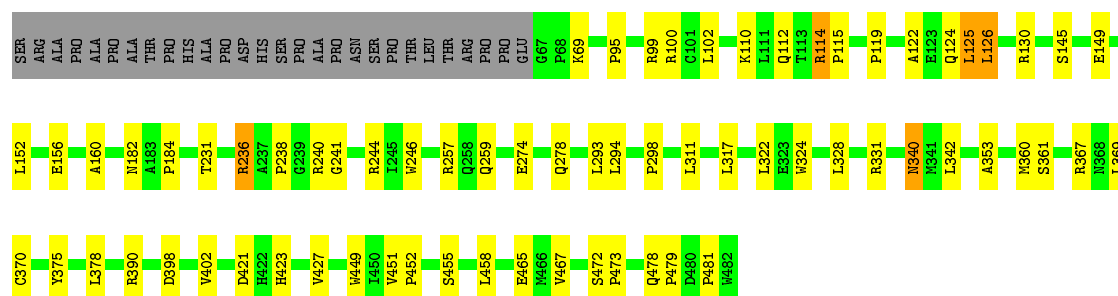 SER ARG ALA PRO ALA ALA PRO ALA THR PRO HIS ALA PRO ASP HIS SER PRO ALA PRO ASN SER PRO THR LEU THR ARG PRO PRO GLU G67 P68 K69 P95 R99 R100 C101 L102 K110 L111 Q112 T113 R114 P115 P119 A122 E123 Q124 L125 L126 R130 S145 E149
L152 E156 A160 N182 A183 P184 T231 R236 A237 P238 G239 R240 G241 R244 I245 W246 R257 Q258 Q259 E274 Q278 L293 L294 P298 L311 L317 L322 E323 W324 L328 R331 N340 M341 L342 A353 M360 S361 R367 N368 L369
C370 Y375 L378 R390 D398 V402 D421 H422 H423 V427 W449 I450 V451 P452 S455 L458 E465 M466 V467 S472 P473 Q478 P479 D480 P481 W482